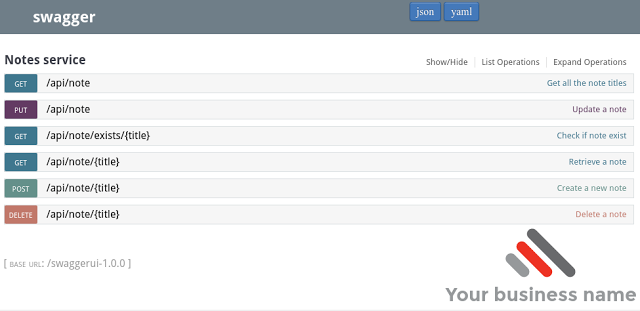 swagger
json yaml
Notes service Show/Hide List Operations Expand Operations
GET /api/note Get all the note titles
PUT /api/note Update a note
GET /api/note/exists/{title} Check if note exist
GET /api/note/{title} Retrieve a note
POST /api/note/{title} Create a new note
DELETE /api/note/{title} Delete a note
[ BASE URL: /swaggerui-1.0.0 ]
Your business name